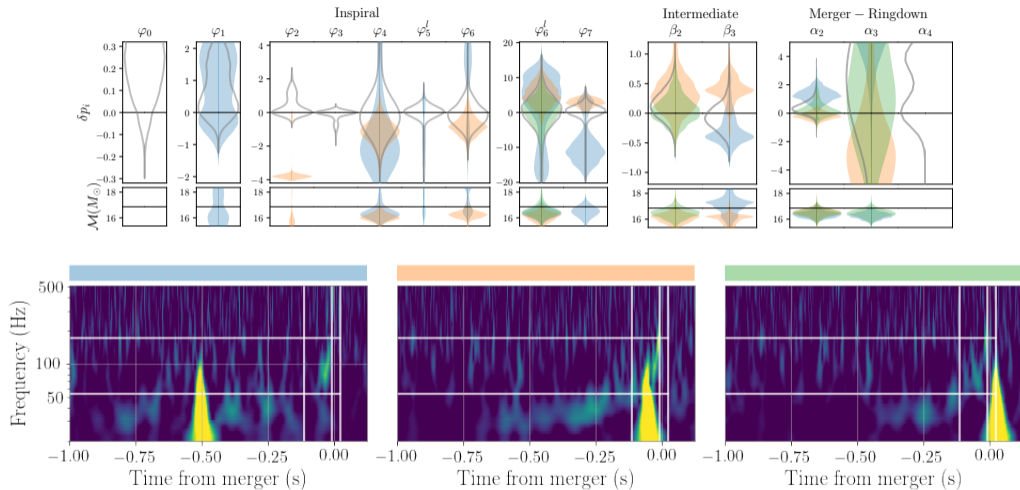 Inspiral Intermediate Merger − Ringdown
φ₀ φ₁ φ₂ φ₃ φ₄ φ₅ˡ φ₆ φ₆ˡ φ₇ β₂ β₃ α₂ α₃ α₄
δpᵢ
0.3 0.2 0.1 0.0 −0.1 −0.2 −0.3
2 1 0 −1 −2
4 2 0 −2 −4
20 10 0 −10 −20
1.0 0.5 0.0 −0.5 −1.0
4 2 0 −2 −4
ℳ(M⊙)
18 16
18 16
18 16
18 16
18 16
18 16
Frequency (Hz)
500
100
50
−1.00 −0.75 −0.50 −0.25 0.00
−1.00 −0.75 −0.50 −0.25 0.00
−1.00 −0.75 −0.50 −0.25 0.00
Time from merger (s) Time from merger (s) Time from merger (s)